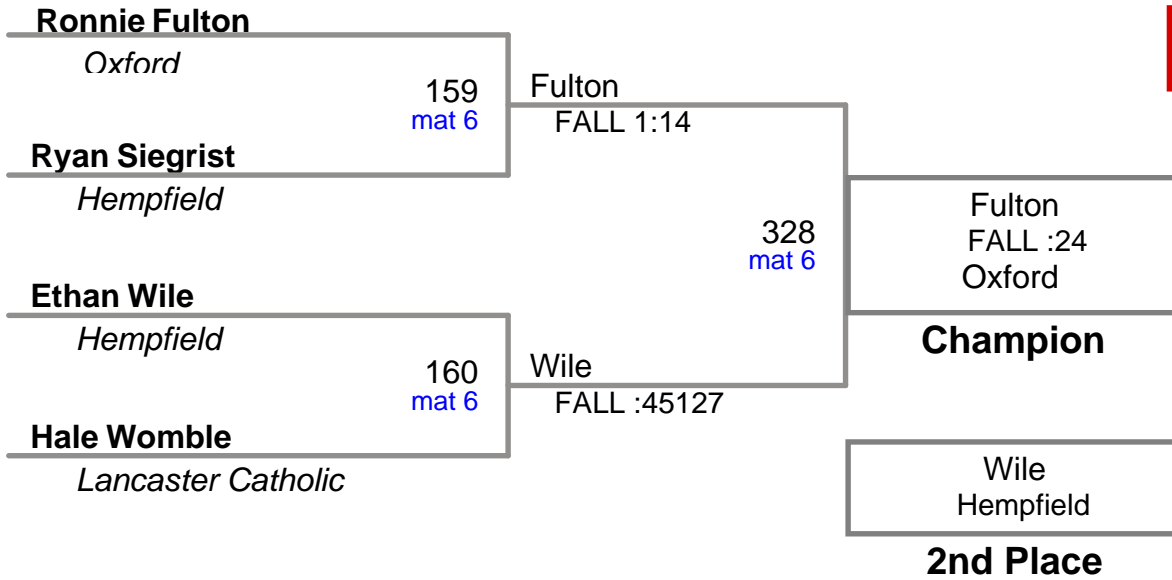 Ronnie Fulton
Oxford
159
mat 6
Fulton
FALL 1:14
Ryan Siegrist
Hempfield
328
mat 6
Fulton
FALL :24
Oxford
Champion
Ethan Wile
Hempfield
160
mat 6
Wile
FALL :45127
Hale Womble
Lancaster Catholic
Wile
Hempfield
2nd Place